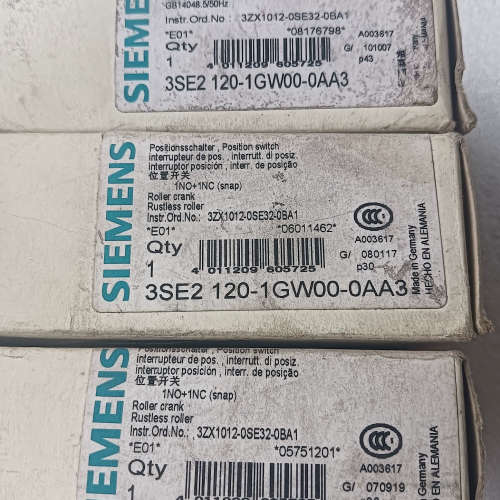 SIEMENS
GB14048.5/50Hz
Instr.Ord.No.: 3ZX1012-0SE32-0BA1
*E01* *08176798*
Qty
1
4 011209 605725
A003617
G/ 101007
p43
3SE2 120-1GW00-0AA3
SIEMENS
Positionsschalter , Position switch
interrupteur de pos. , interrutt. di posiz.
interruptor posición , interr. de posição
位置开关
1NO+1NC (snap)
Roller crank
Rustless roller
Instr.Ord.No.: 3ZX1012-0SE32-0BA1
*E01* *06011462*
Qty
1
4 011209 605725
CCC
A003617
G/ 080117
p30
Made in Germany
HECHO EN ALEMANIA
3SE2 120-1GW00-0AA3
SIEMENS
Positionsschalter , Position switch
interrupteur de pos. , interrutt. di posiz.
interruptor posición , interr. de posição
位置开关
1NO+1NC (snap)
Roller crank
Rustless roller
Instr.Ord.No.: 3ZX1012-0SE32-0BA1
*E01* *05751201*
Qty
1
CCC
A003617
G/ 070919